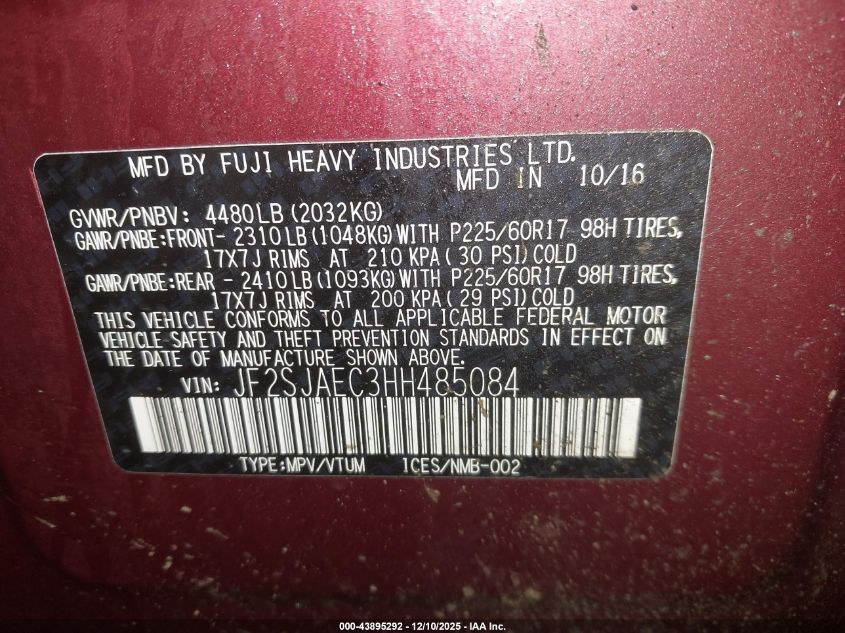 MFD BY FUJI HEAVY INDUSTRIES LTD.
MFD IN 10/16
GVWR/PNBV: 4480LB (2032KG)
GAWR/PNBE:FRONT- 2310LB(1048KG)WITH P225/60R17 98H TIRES,
17X7J RIMS AT 210 KPA( 30 PSI)COLD
GAWR/PNBE:REAR - 2410LB(1093KG)WITH P225/60R17 98H TIRES,
17X7J RIMS AT 200 KPA( 29 PSI)COLD
THIS VEHICLE CONFORMS TO ALL APPLICABLE FEDERAL MOTOR
VEHICLE SAFETY AND THEFT PREVENTION STANDARDS IN EFFECT ON
THE DATE OF MANUFACTURE SHOWN ABOVE.
VIN: JF2SJAEC3HH485084
TYPE:MPV/VTUM ICES/NMB-002
000-43895292 - 12/10/2025 - IAA Inc.